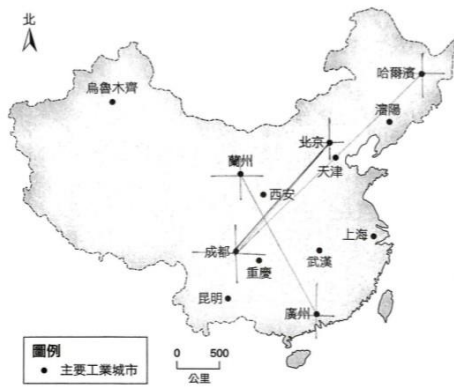 北
烏魯木齊
哈爾濱
瀋陽
北京
天津
蘭州
西安
成都
重慶
武漢
上海
昆明
廣州
圖例
主要工業城市
0 500
公里